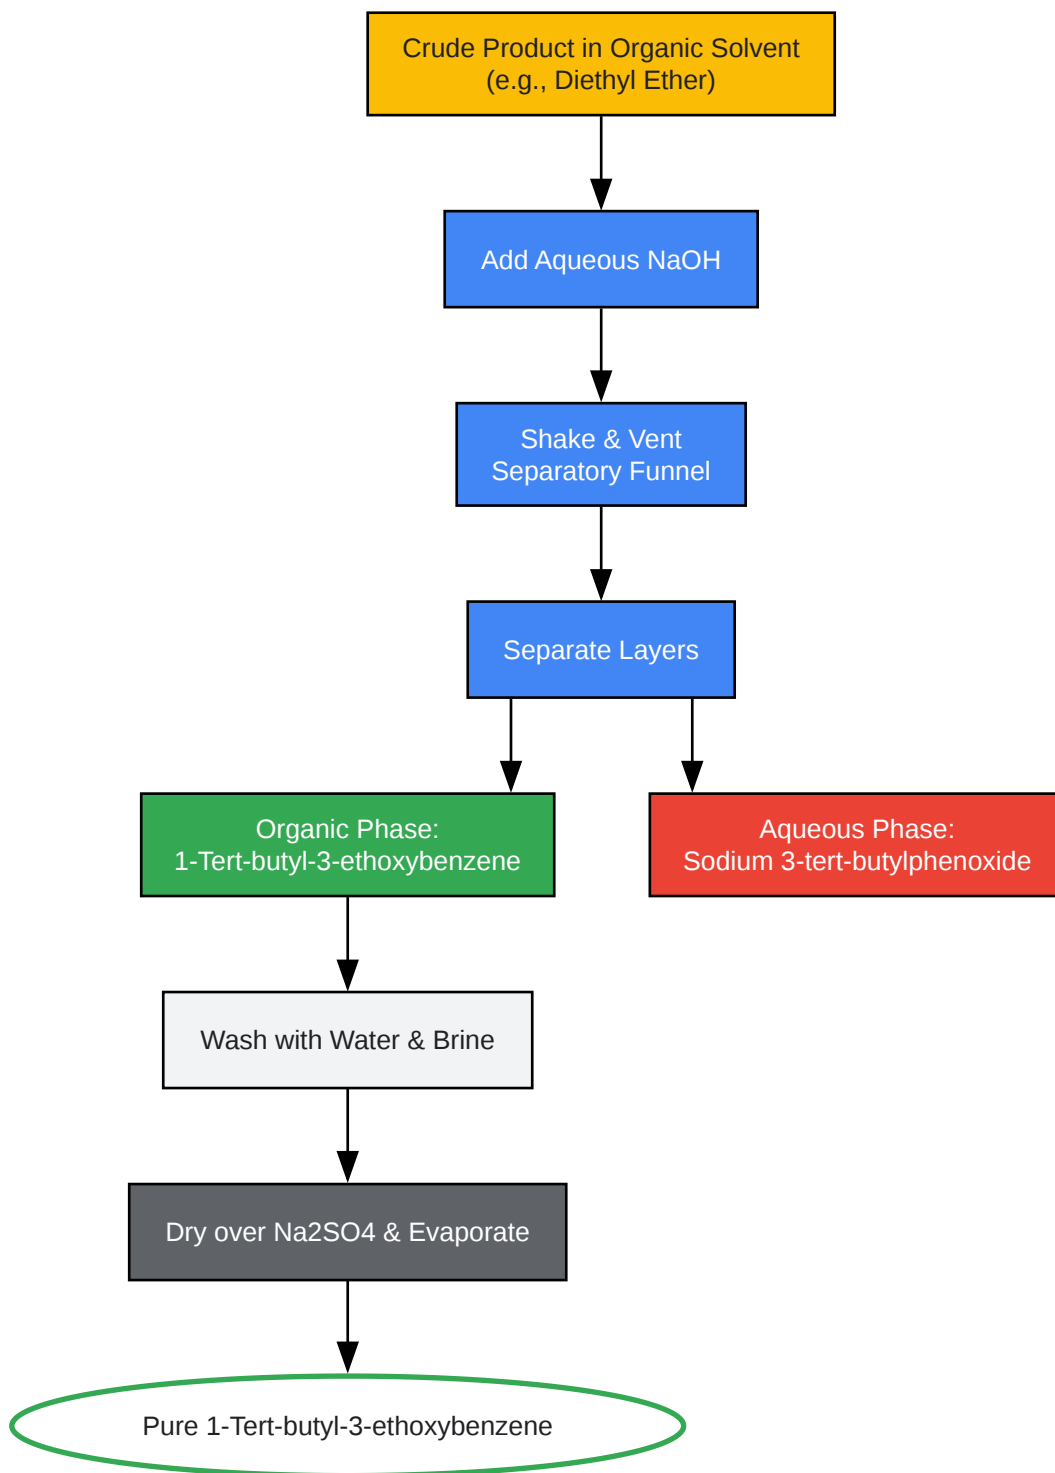 Crude Product in Organic Solvent
(e.g., Diethyl Ether)
Add Aqueous NaOH
Shake & Vent
Separatory Funnel
Separate Layers
Organic Phase:
1-Tert-butyl-3-ethoxybenzene
Aqueous Phase:
Sodium 3-tert-butylphenoxide
Wash with Water & Brine
Dry over Na2SO4 & Evaporate
Pure 1-Tert-butyl-3-ethoxybenzene